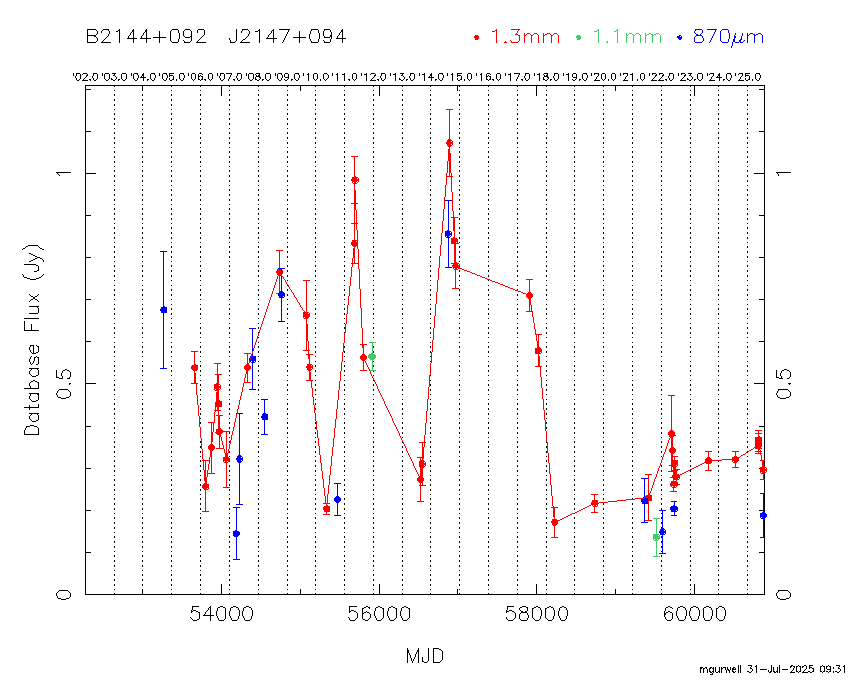 B2144+092 J2147+094 1.3mm 1.1mm 870μm
'02.0 '03.0 '04.0 '05.0 '06.0 '07.0 '08.0 '09.0 '10.0 '11.0 '12.0 '13.0 '14.0 '15.0 '16.0 '17.0 '18.0 '19.0 '20.0 '21.0 '22.0 '23.0 '24.0 '25.0
1 1
Database Flux (Jy)
0.5 0.5
0 0
54000 56000 58000 60000
MJD
mgurwell 31-Jul-2025 09:31